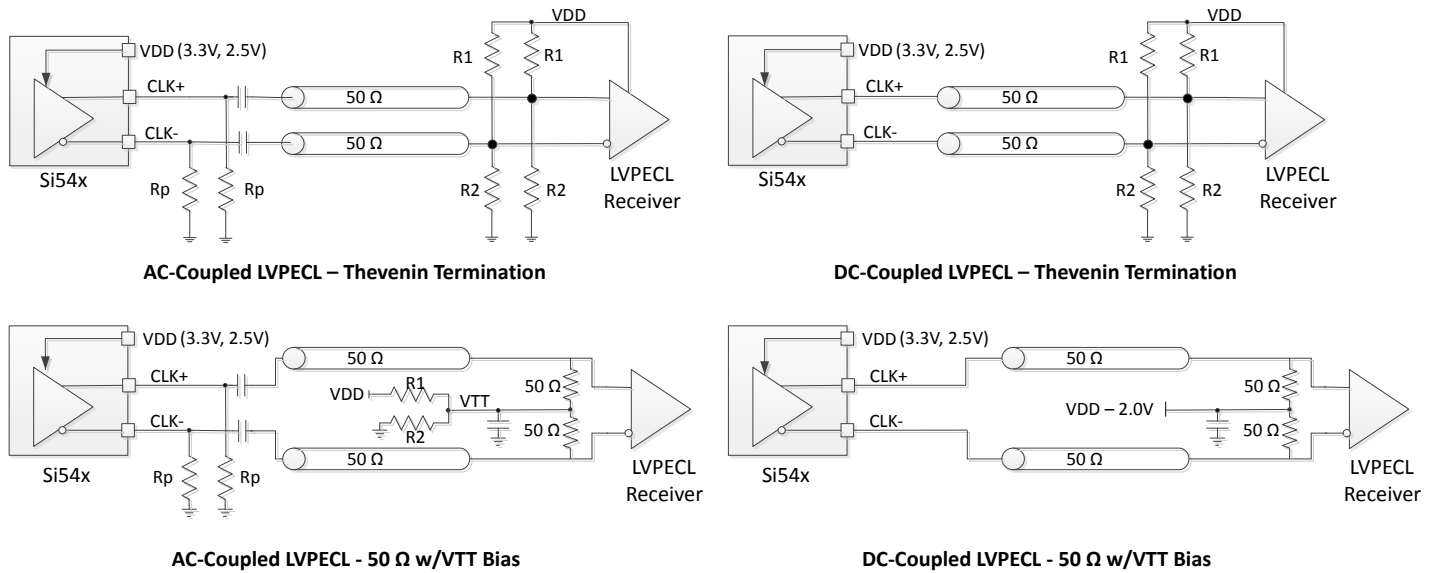 VDD
VDD (3.3V, 2.5V)
R1
R1
CLK+
50 Ω
CLK-
50 Ω
Si54x
Rp
Rp
R2
R2
LVPECL
Receiver
AC-Coupled LVPECL – Thevenin Termination
VDD
VDD (3.3V, 2.5V)
R1
R1
CLK+
50 Ω
CLK-
50 Ω
Si54x
R2
R2
LVPECL
Receiver
DC-Coupled LVPECL – Thevenin Termination
VDD (3.3V, 2.5V)
50 Ω
CLK+
VDD
R1
50 Ω
VTT
CLK-
R2
50 Ω
50 Ω
Si54x
Rp
Rp
LVPECL
Receiver
AC-Coupled LVPECL - 50 Ω w/VTT Bias
VDD (3.3V, 2.5V)
50 Ω
CLK+
50 Ω
VDD – 2.0V
CLK-
50 Ω
50 Ω
Si54x
LVPECL
Receiver
DC-Coupled LVPECL - 50 Ω w/VTT Bias